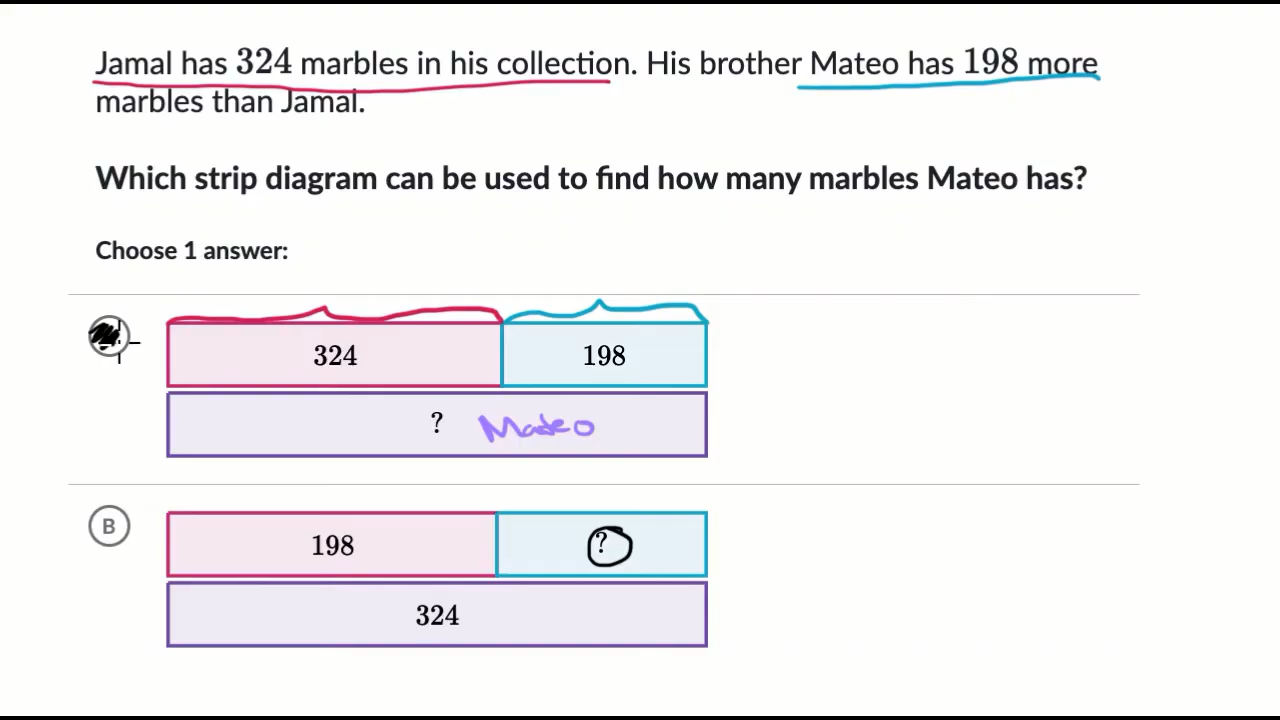 Jamal has 324 marbles in his collection. His brother Mateo has 198 more
marbles than Jamal.
Which strip diagram can be used to find how many marbles Mateo has?
Choose 1 answer:
324 198
? Mateo
B
198 ?
324